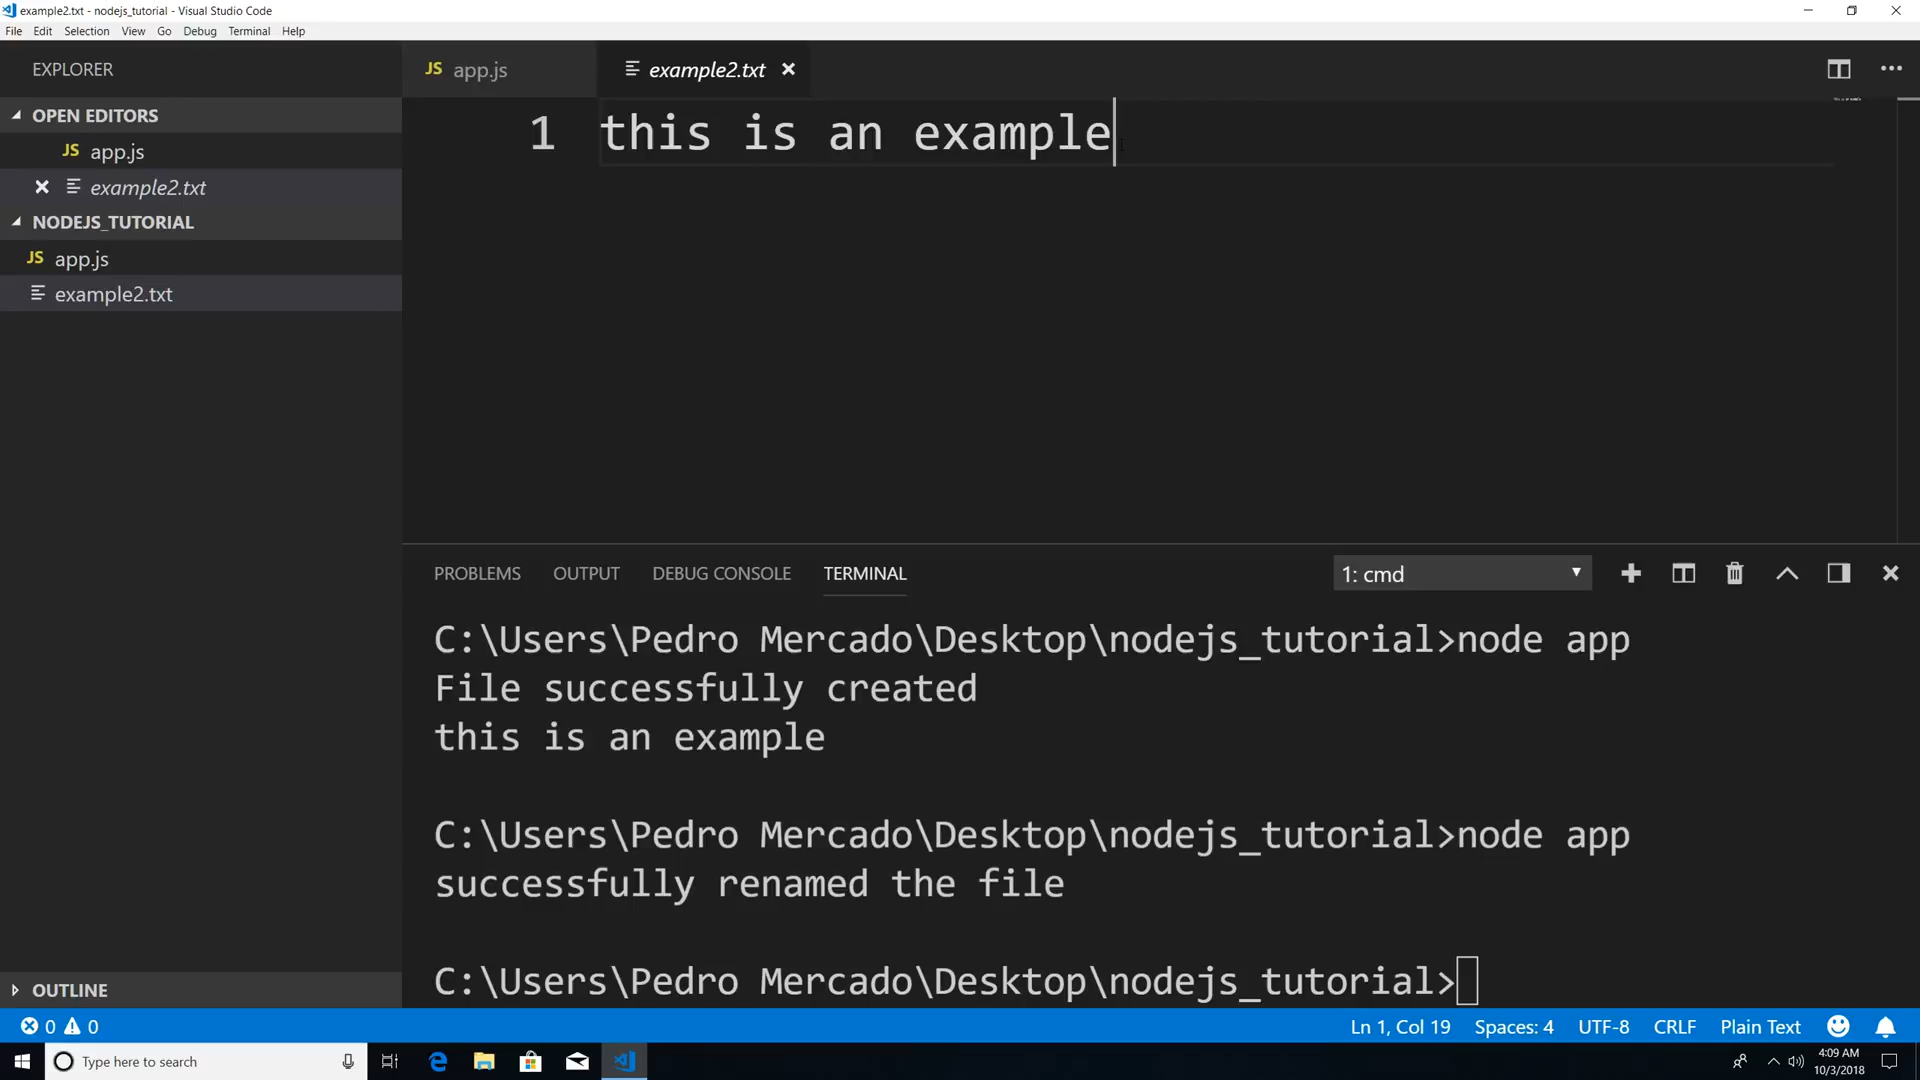 example2.txt - nodejs_tutorial - Visual Studio Code
File Edit Selection View Go Debug Terminal Help
EXPLORER
OPEN EDITORS
JS app.js
example2.txt
NODEJS_TUTORIAL
JS app.js
example2.txt
OUTLINE
JS app.js
example2.txt
1 this is an example
PROBLEMS OUTPUT DEBUG CONSOLE TERMINAL
1: cmd
C:\Users\Pedro Mercado\Desktop\nodejs_tutorial>node app
File successfully created
this is an example
C:\Users\Pedro Mercado\Desktop\nodejs_tutorial>node app
successfully renamed the file
C:\Users\Pedro Mercado\Desktop\nodejs_tutorial>
0 0
Ln 1, Col 19 Spaces: 4 UTF-8 CRLF Plain Text
Type here to search
4:09 AM
10/3/2018